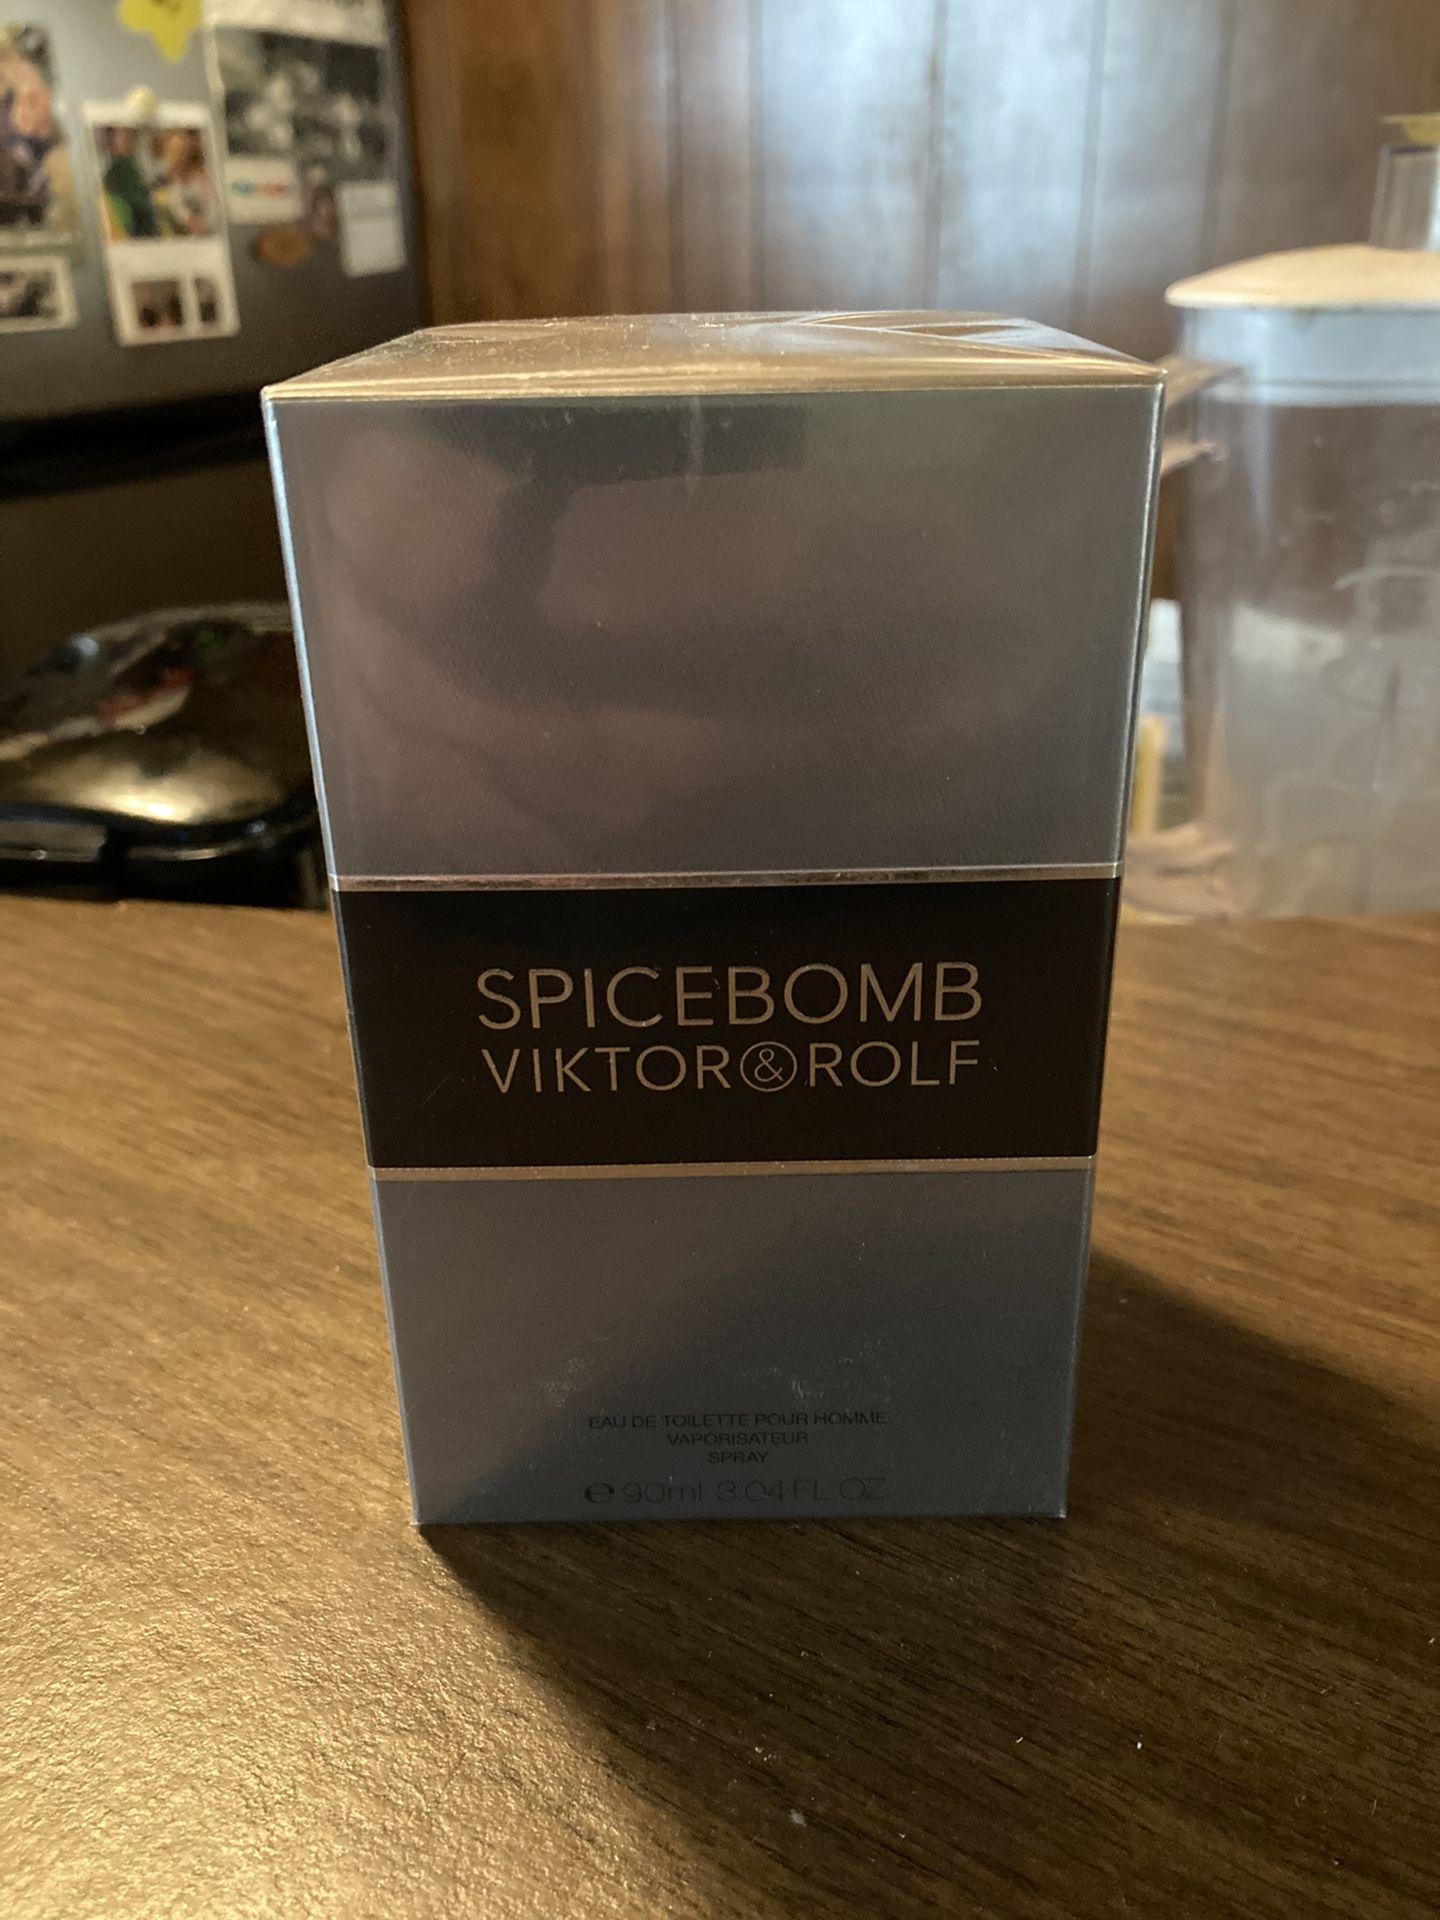 SPICEBOMB
VIKTOR&ROLF
EAU DE TOILETTE POUR HOMME
VAPORISATEUR
SPRAY
℮ 90ml 3.04 FL.OZ.